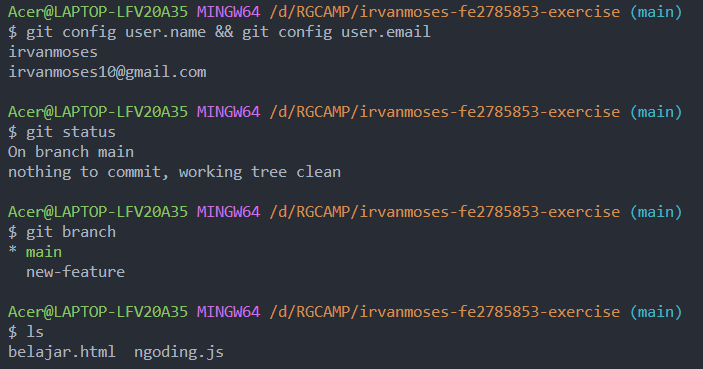 Acer@LAPTOP-LFV20A35 MINGW64 /d/RGCAMP/irvanmoses-fe2785853-exercise (main)
$ git config user.name && git config user.email
irvanmoses
irvanmoses10@gmail.com
Acer@LAPTOP-LFV20A35 MINGW64 /d/RGCAMP/irvanmoses-fe2785853-exercise (main)
$ git status
On branch main
nothing to commit, working tree clean
Acer@LAPTOP-LFV20A35 MINGW64 /d/RGCAMP/irvanmoses-fe2785853-exercise (main)
$ git branch
* main
  new-feature
Acer@LAPTOP-LFV20A35 MINGW64 /d/RGCAMP/irvanmoses-fe2785853-exercise (main)
$ ls
belajar.html  ngoding.js